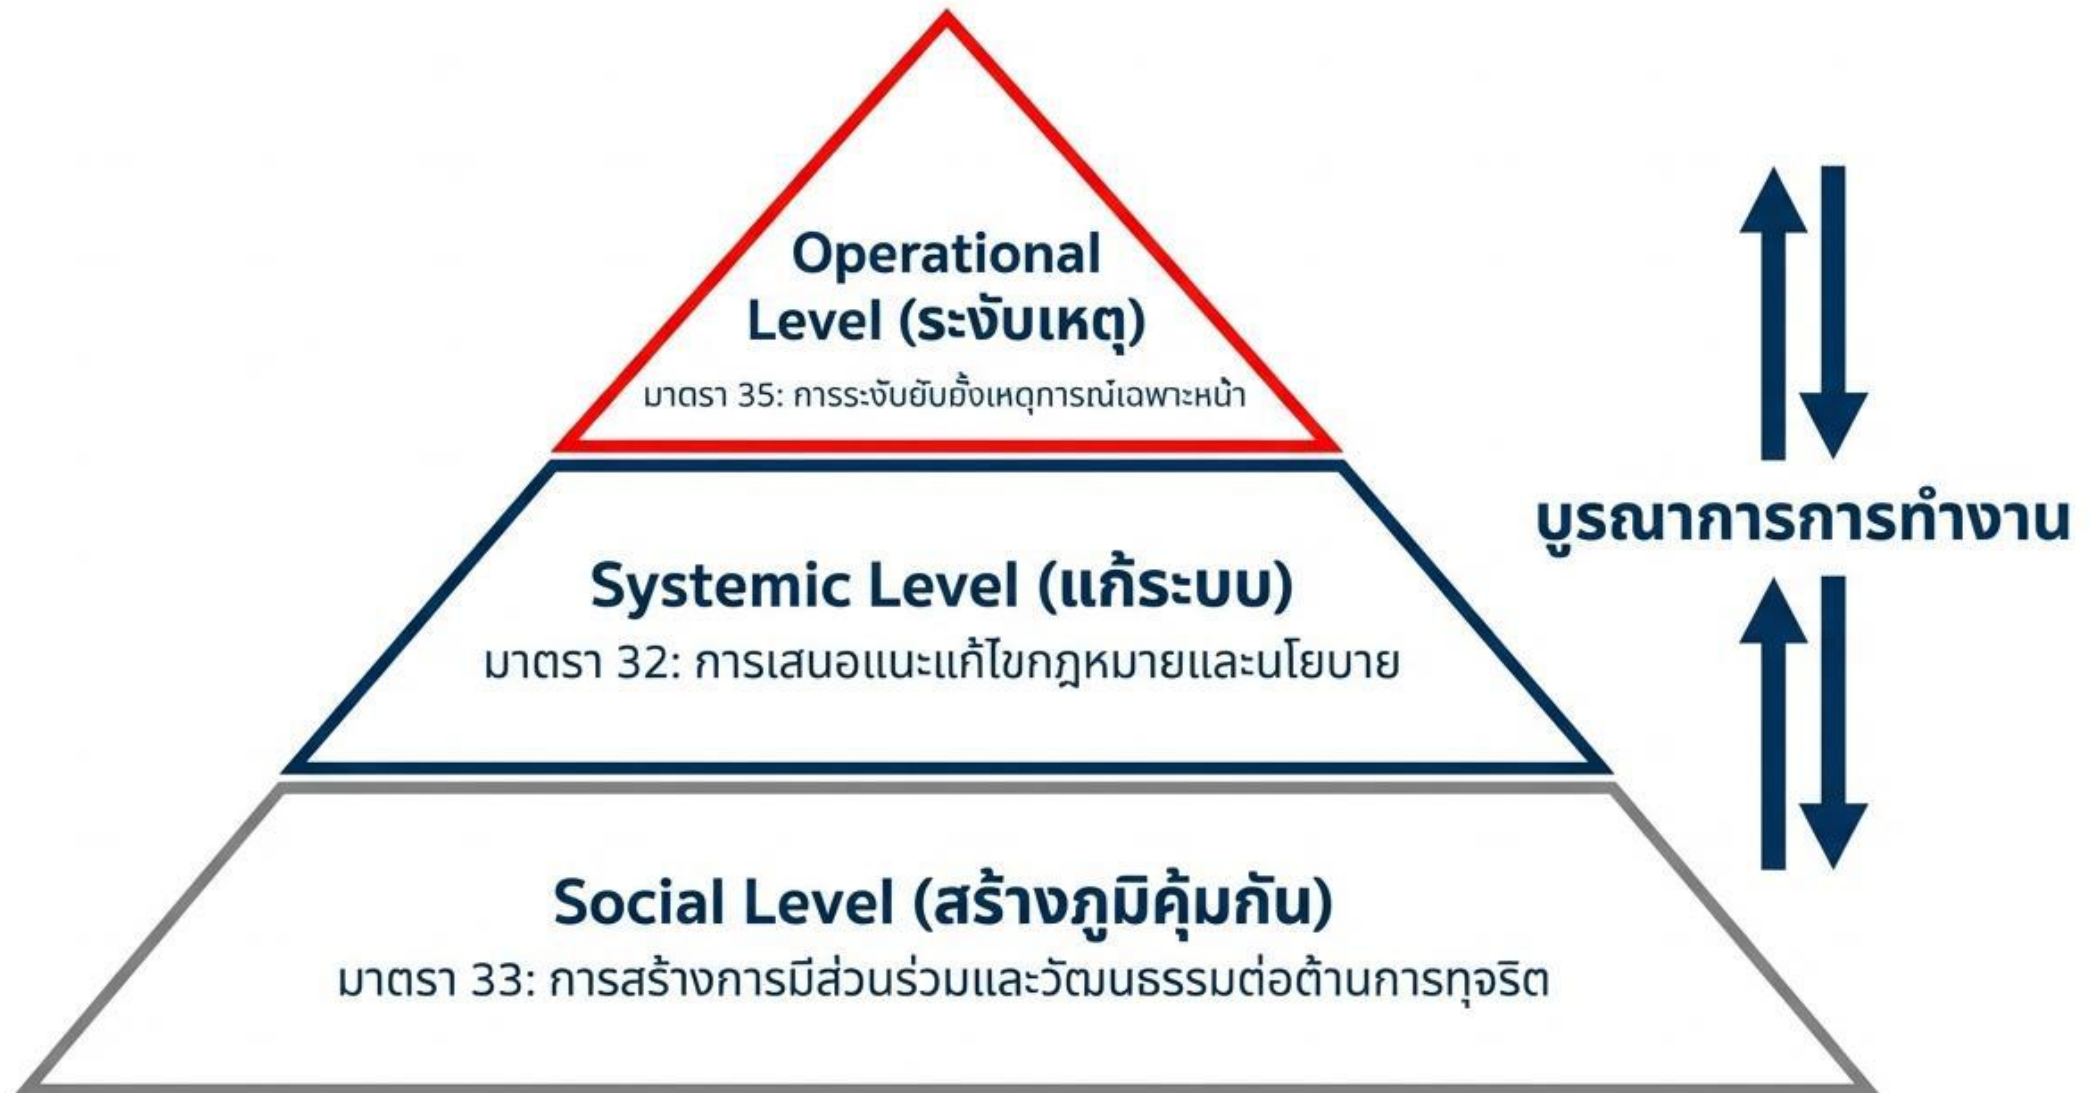 Operational
Level (ระงับเหตุ)
มาตรา 35: การระงับยับยั้งเหตุการณ์เฉพาะหน้า
บูรณาการการทำงาน
Systemic Level (แก้ระบบ)
มาตรา 32: การเสนอแนะแก้ไขกฎหมายและนโยบาย
Social Level (สร้างภูมิคุ้มกัน)
มาตรา 33: การสร้างการมีส่วนร่วมและวัฒนธรรมต่อต้านการทุจริต